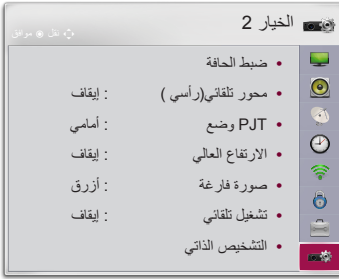 الخيار 2
نقل موافق
ضبط الحافة
محور تلقائي(رأسي ) : إيقاف
PJT وضع : أمامي
الارتفاع العالي : إيقاف
صورة فارغة : أزرق
تشغيل تلقائي : إيقاف
التشخيص الذاتي